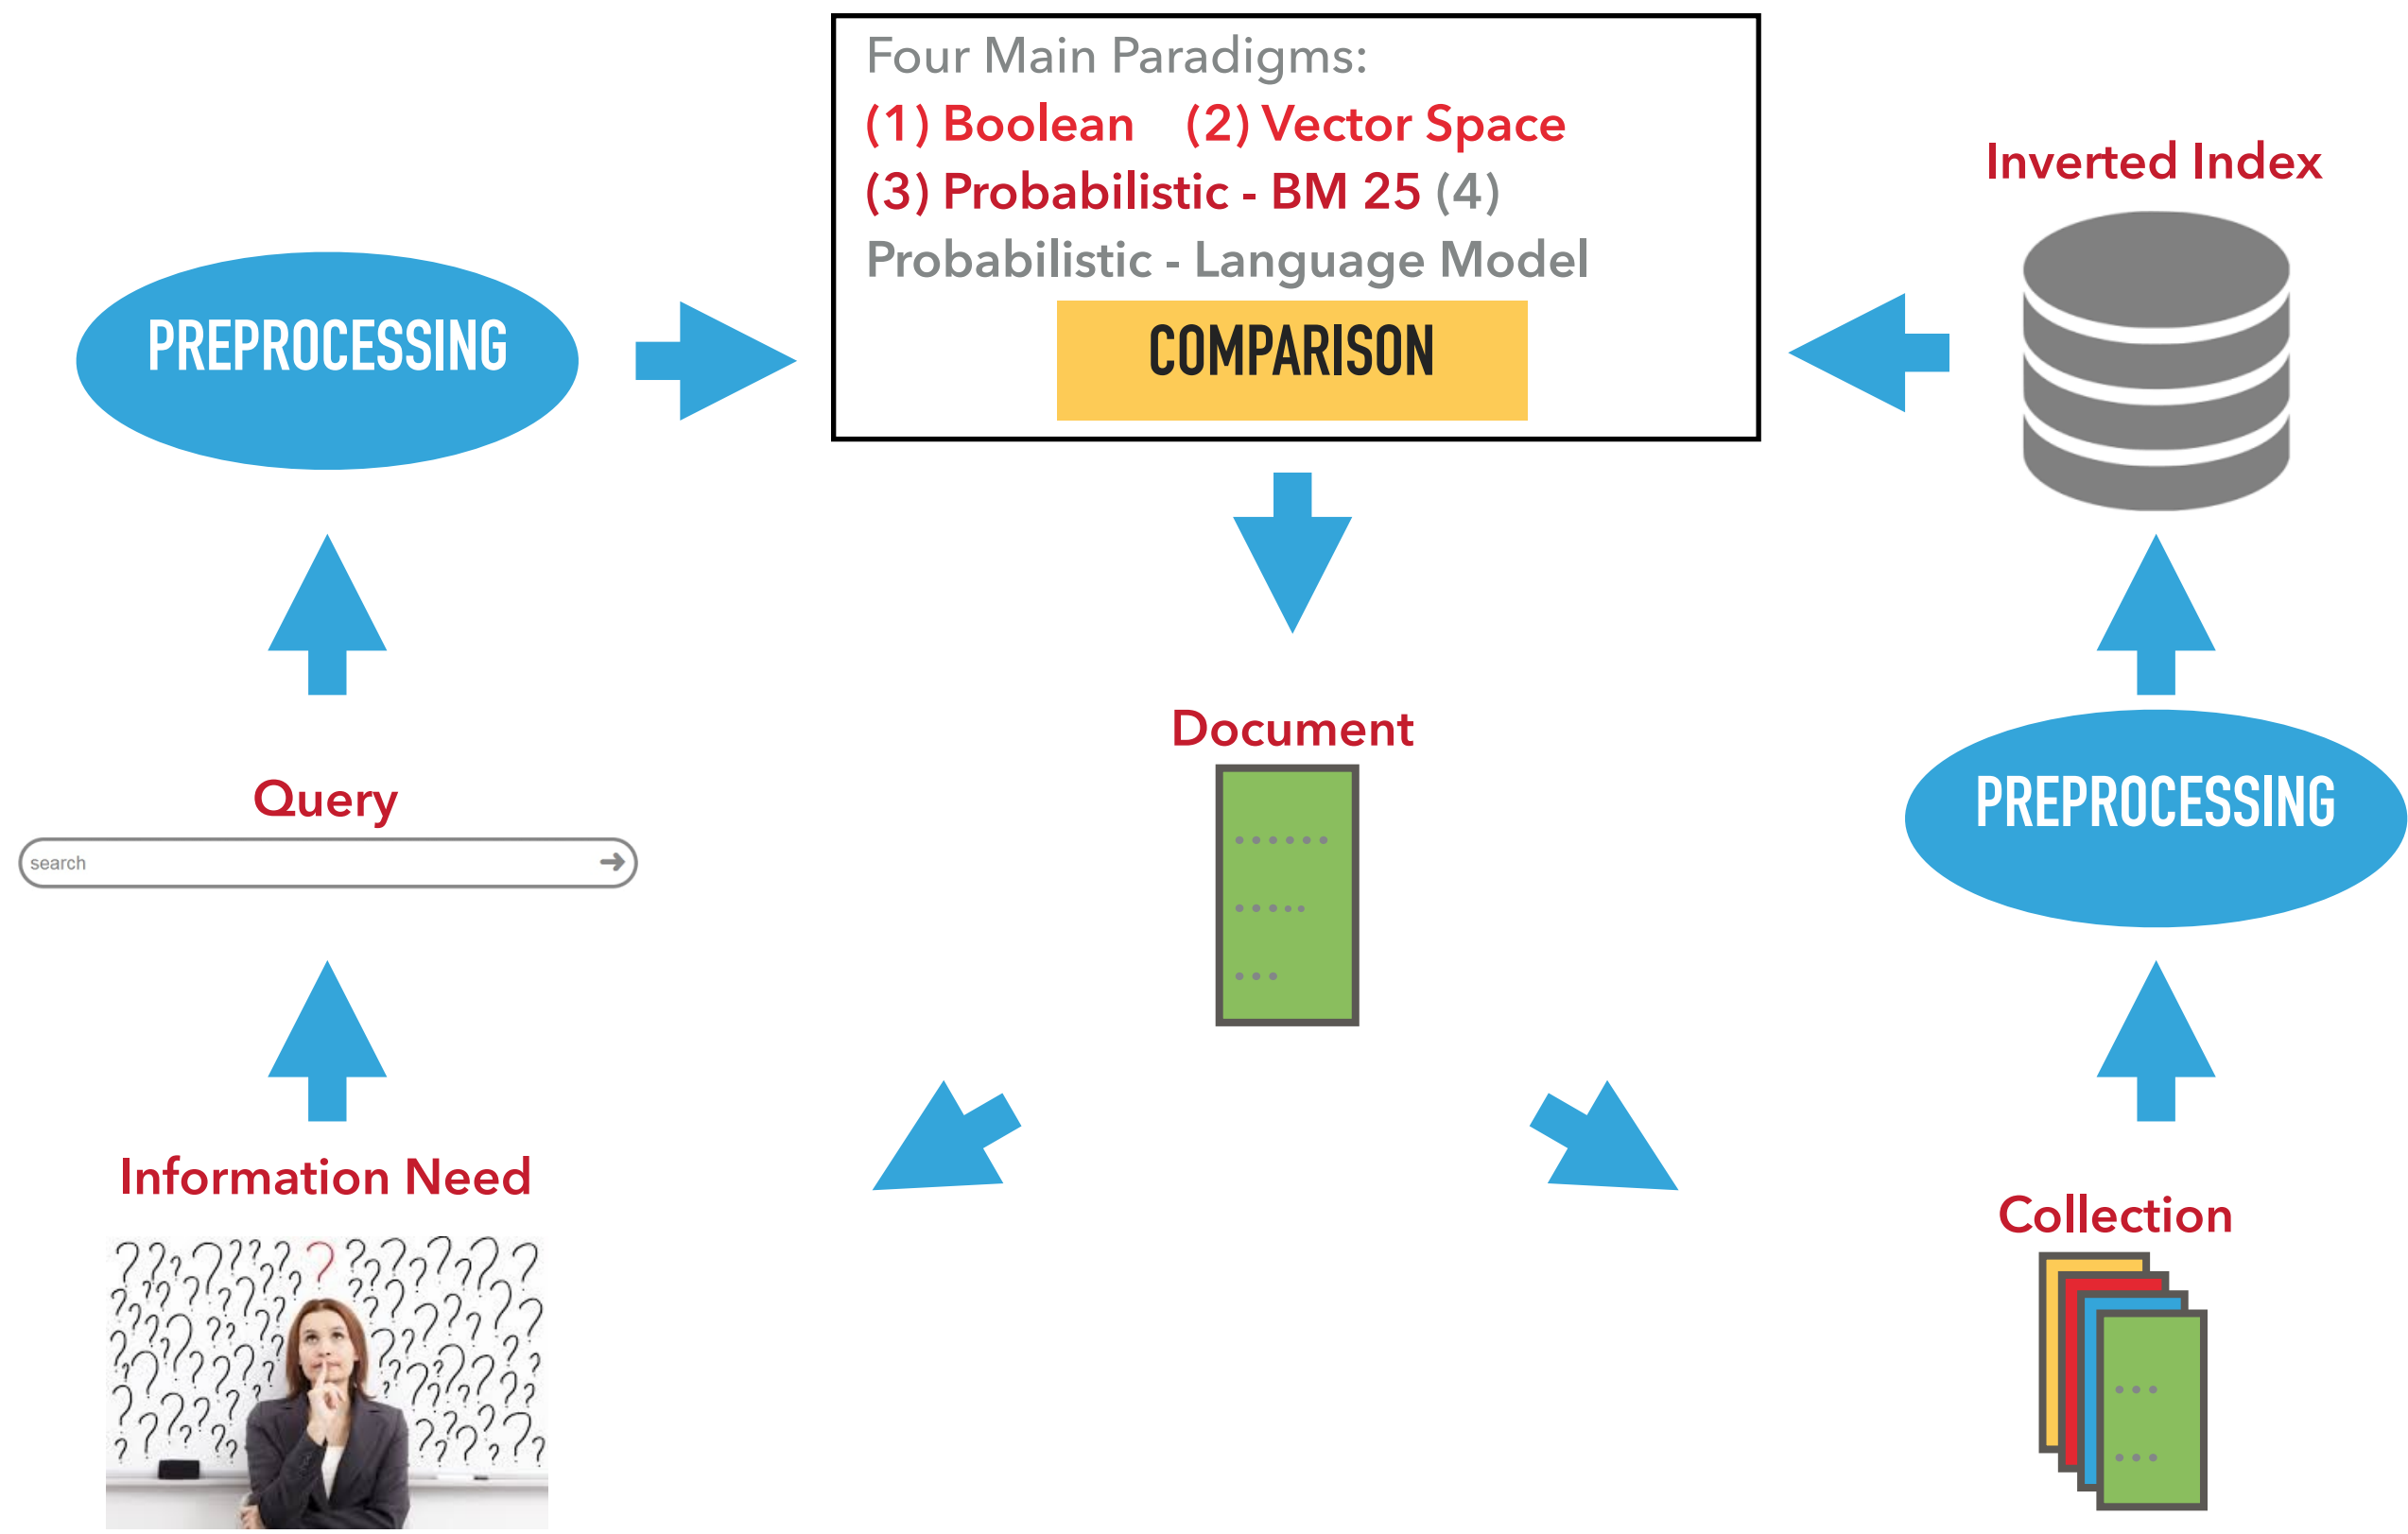 Four Main Paradigms:
(1) Boolean (2) Vector Space
(3) Probabilistic - BM 25 (4)
Probabilistic - Language Model
COMPARISON
PREPROCESSING
Inverted Index
Query
search
Document
PREPROCESSING
Information Need
Collection